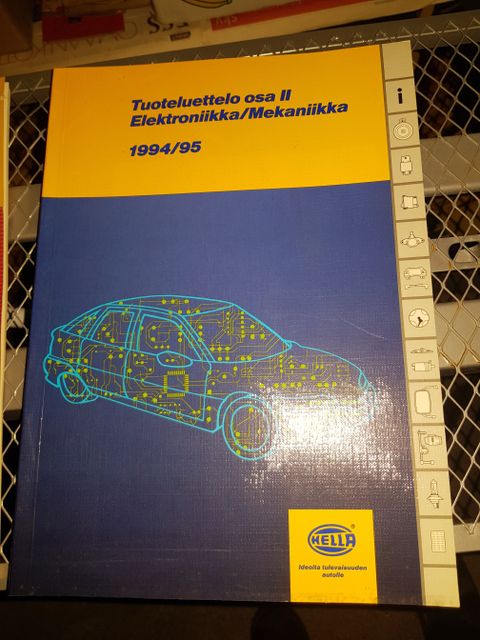 Tuoteluettelo osa II
Elektroniikka/Mekaniikka
1994/95
i
HELLA
®
Ideoita tulevaisuuden
autoille